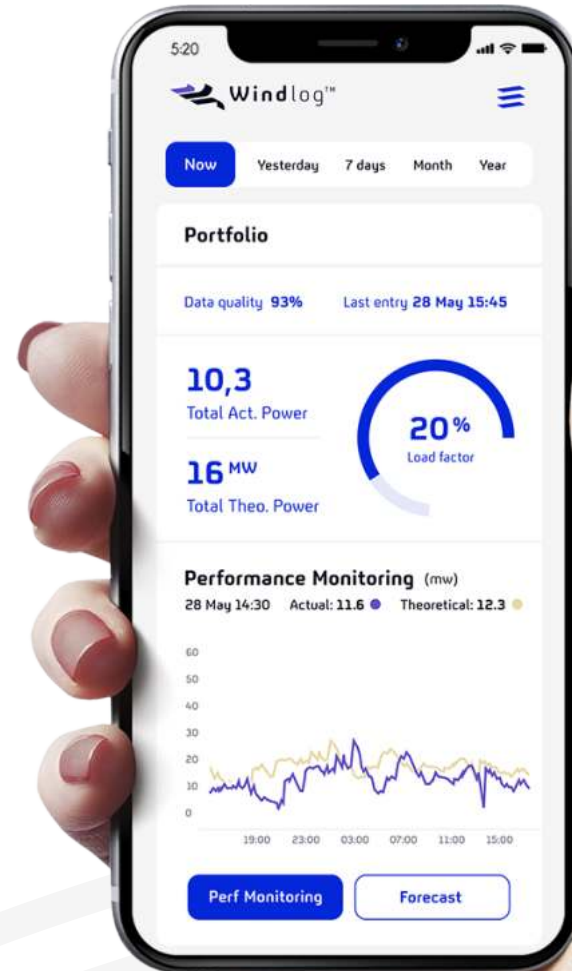 5:20
Windlog™
Now Yesterday 7 days Month Year
Portfolio
Data quality 93% Last entry 28 May 15:45
10,3
Total Act. Power
16 MW
Total Theo. Power
20%
Load factor
Performance Monitoring (mw)
28 May 14:30 Actual: 11.6 Theoretical: 12.3
60
50
40
30
20
10
0
19:00 23:00 03:00 07:00 11:00 15:00
Perf Monitoring Forecast